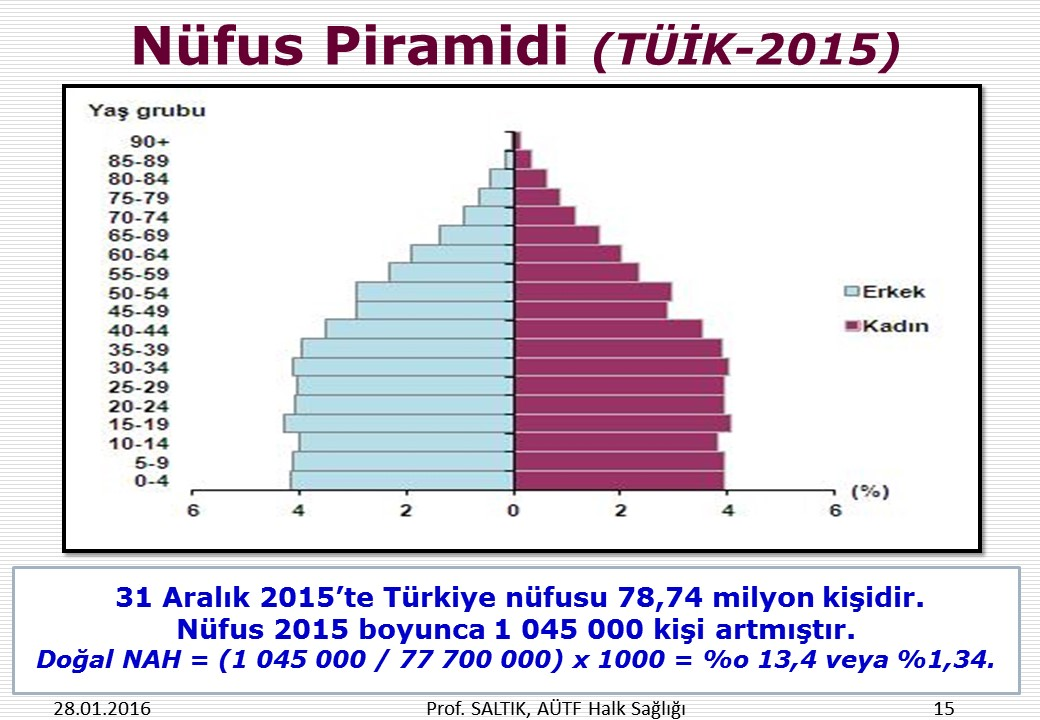 Nüfus Piramidi (TÜİK-2015)
Yaş grubu
90+
85-89
80-84
75-79
70-74
65-69
60-64
55-59
50-54
45-49
40-44
35-39
30-34
25-29
20-24
15-19
10-14
5-9
0-4
Erkek
Kadın
6 4 2 0 2 4 6 (%)
31 Aralık 2015’te Türkiye nüfusu 78,74 milyon kişidir.
Nüfus 2015 boyunca 1 045 000 kişi artmıştır.
Doğal NAH = (1 045 000 / 77 700 000) x 1000 = %o 13,4 veya %1,34.
28.01.2016 Prof. SALTIK, AÜTF Halk Sağlığı 15